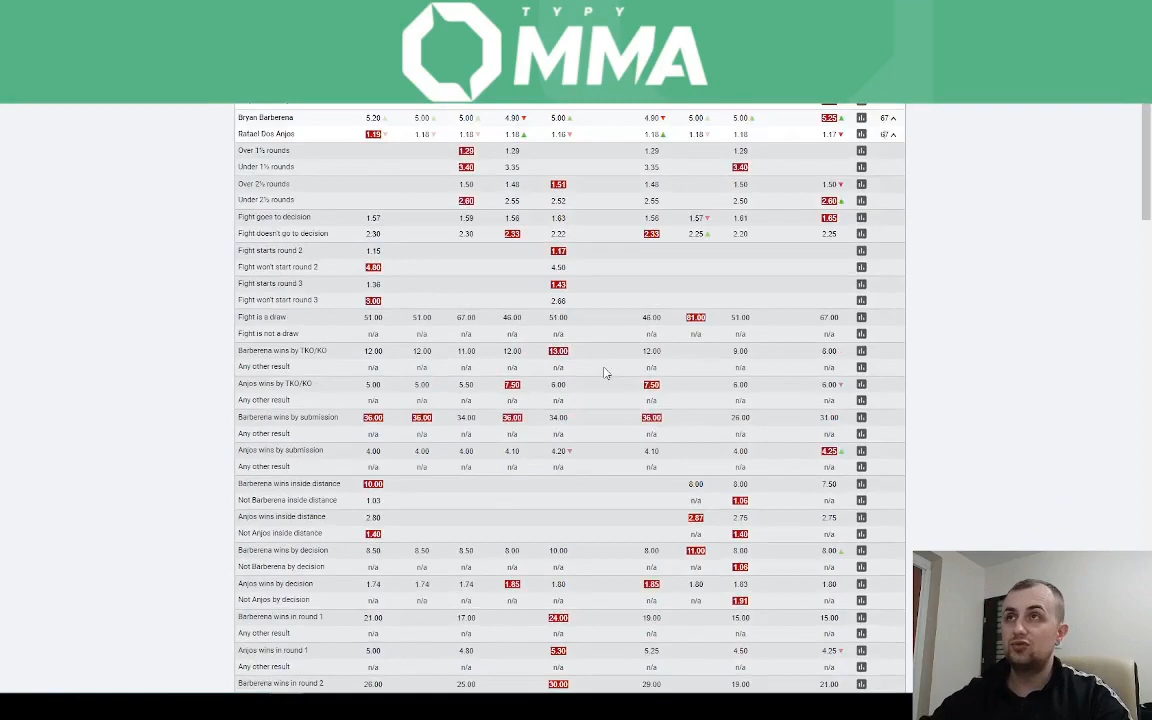 TYPY
MMA
Bryan Barberena 5.20 5.00 5.00 4.90 5.00 4.90 5.00 5.00 5.25 67
Rafael Dos Anjos 1.19 1.18 1.18 1.18 1.16 1.18 1.18 1.18 1.17 67
Over 1½ rounds 1.29 1.29 1.29
Under 1½ rounds 3.40 3.35 3.35 3.40
Over 2½ rounds 1.50 1.48 1.51 1.48 1.50 1.50
Under 2½ rounds 2.60 2.55 2.52 2.55 2.50 2.60
Fight goes to decision 1.57 1.59 1.56 1.63 1.56 1.57 1.61 1.65
Fight doesn't go to decision 2.30 2.30 2.33 2.22 2.33 2.25 2.20 2.25
Fight starts round 2 1.15 1.17
Fight won't start round 2 4.80 4.50
Fight starts round 3 1.36 1.43
Fight won't start round 3 3.00 2.66
Fight is a draw 51.00 51.00 67.00 46.00 51.00 46.00 81.00 51.00 67.00
Fight is not a draw n/a n/a n/a n/a n/a n/a n/a n/a n/a
Barberena wins by TKO/KO 12.00 12.00 11.00 12.00 13.00 12.00 9.00 8.00
Any other result n/a n/a n/a n/a n/a n/a n/a n/a
Anjos wins by TKO/KO 5.00 5.00 5.50 7.50 6.00 7.50 6.00 6.00
Any other result n/a n/a n/a n/a n/a n/a n/a n/a
Barberena wins by submission 36.00 36.00 34.00 36.00 34.00 36.00 26.00 31.00
Any other result n/a n/a n/a n/a n/a n/a n/a n/a
Anjos wins by submission 4.00 4.00 4.00 4.10 4.20 4.10 4.00 4.25
Any other result n/a n/a n/a n/a n/a n/a n/a n/a
Barberena wins inside distance 10.00 8.00 8.00 7.50
Not Barberena inside distance 1.03 n/a 1.06 n/a
Anjos wins inside distance 2.80 2.87 2.75 2.75
Not Anjos inside distance 1.40 n/a 1.40 n/a
Barberena wins by decision 8.50 8.50 8.50 8.00 10.00 8.00 11.00 8.00 8.00
Not Barberena by decision n/a n/a n/a n/a n/a n/a n/a 1.06 n/a
Anjos wins by decision 1.74 1.74 1.74 1.85 1.80 1.85 1.80 1.83 1.80
Not Anjos by decision n/a n/a n/a n/a n/a n/a n/a 1.91 n/a
Barberena wins in round 1 21.00 17.00 24.00 19.00 15.00 15.00
Any other result n/a n/a n/a n/a n/a n/a
Anjos wins in round 1 5.00 4.80 5.30 5.25 4.50 4.25
Any other result n/a n/a n/a n/a n/a n/a
Barberena wins in round 2 26.00 25.00 30.00 29.00 19.00 21.00